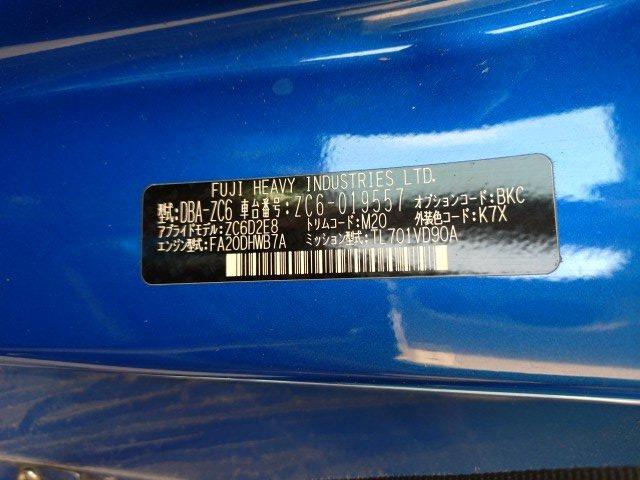 FUJI HEAVY INDUSTRIES LTD.
型式:DBA-ZC6 車台番号:ZC6-019557 オプションコード:BKC
アプライドモデル:ZC6D2E8 トリムコード:M20 外装色コード:K7X
エンジン型式:FA20DHWB7A ミッション型式:TL701VD90A